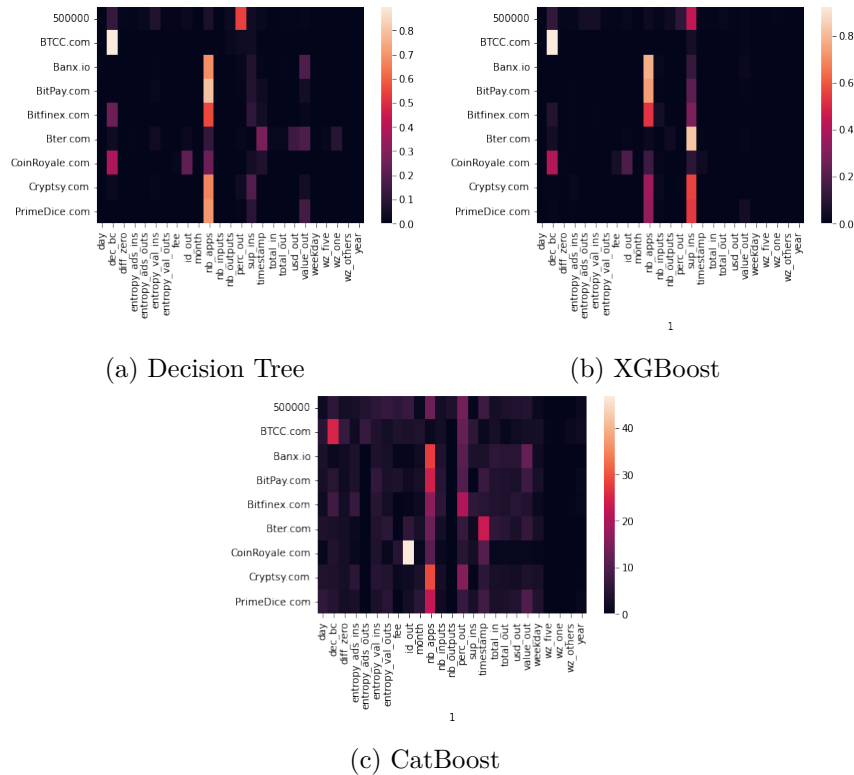 500000
BTCC.com
Banx.io
BitPay.com
Bitfinex.com
Bter.com
CoinRoyale.com
Cryptsy.com
PrimeDice.com
day
dec_bc
diff_zero
entropy_ads_ins
entropy_ads_outs
entropy_val_ins
entropy_val_outs
fee
id_out
month
nb_apps
nb_inputs
nb_outputs
perc_out
sup_ins
timestamp
total_in
total_out
usd_out
value_out
weekday
wz_five
wz_one
wz_others
year
0.8
0.7
0.6
0.5
0.4
0.3
0.2
0.1
0.0
(a) Decision Tree
500000
BTCC.com
Banx.io
BitPay.com
Bitfinex.com
Bter.com
CoinRoyale.com
Cryptsy.com
PrimeDice.com
day
dec_bc
diff_zero
entropy_ads_ins
entropy_ads_outs
entropy_val_ins
entropy_val_outs
fee
id_out
month
nb_apps
nb_inputs
nb_outputs
perc_out
sup_ins
timestamp
total_in
total_out
usd_out
value_out
weekday
wz_five
wz_one
wz_others
year
1
0.8
0.6
0.4
0.2
0.0
(b) XGBoost
500000
BTCC.com
Banx.io
BitPay.com
Bitfinex.com
Bter.com
CoinRoyale.com
Cryptsy.com
PrimeDice.com
day
dec_bc
diff_zero
entropy_ads_ins
entropy_ads_outs
entropy_val_ins
entropy_val_outs
fee
id_out
month
nb_apps
nb_inputs
nb_outputs
perc_out
sup_ins
timestamp
total_in
total_out
usd_out
value_out
weekday
wz_five
wz_one
wz_others
year
1
40
30
20
10
0
(c) CatBoost